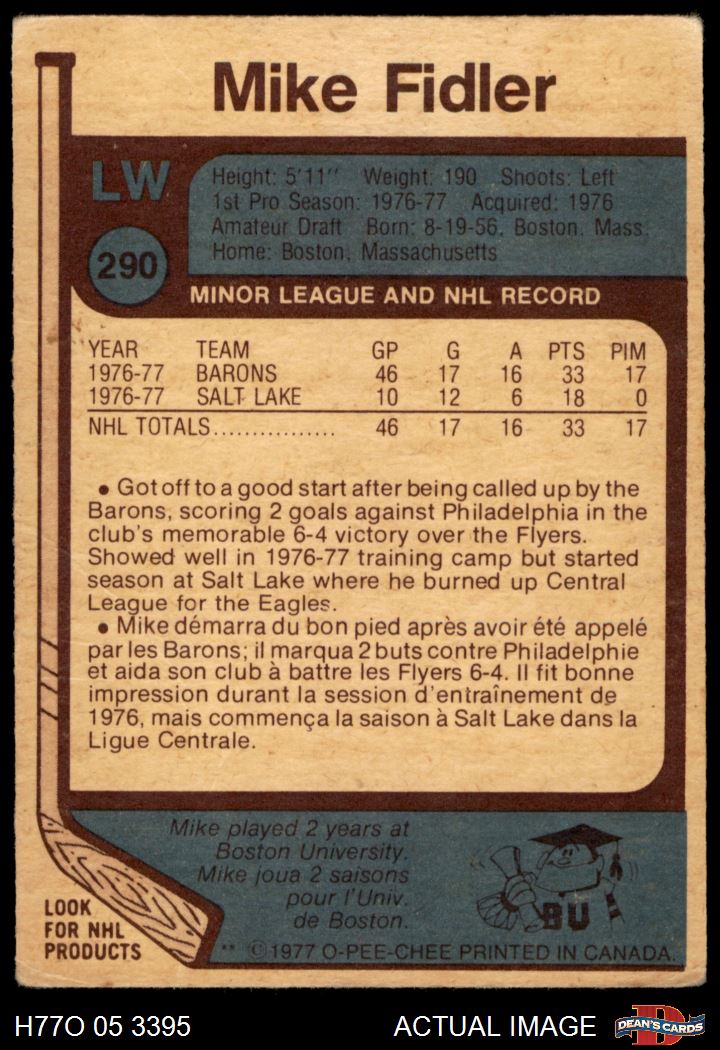 Mike Fidler
LW
290
Height: 5'11" Weight: 190 Shoots: Left
1st Pro Season: 1976-77 Acquired: 1976
Amateur Draft Born: 8-19-56, Boston, Mass.
Home: Boston, Massachusetts
MINOR LEAGUE AND NHL RECORD
YEAR TEAM GP G A PTS PIM
1976-77 BARONS 46 17 16 33 17
1976-77 SALT LAKE 10 12 6 18 0
NHL TOTALS................ 46 17 16 33 17
• Got off to a good start after being called up by the
Barons, scoring 2 goals against Philadelphia in the
club's memorable 6-4 victory over the Flyers.
Showed well in 1976-77 training camp but started
season at Salt Lake where he burned up Central
League for the Eagles.
• Mike démarra du bon pied après avoir été appelé
par les Barons; il marqua 2 buts contre Philadelphie
et aida son club à battre les Flyers 6-4. Il fit bonne
impression durant la session d'entraînement de
1976, mais commença la saison à Salt Lake dans la
Ligue Centrale.
Mike played 2 years at
Boston University.
Mike joua 2 saisons
pour l'Univ.
de Boston.
BU
LOOK
FOR NHL
PRODUCTS
** ©1977 O-PEE-CHEE PRINTED IN CANADA.
H77O 05 3395
ACTUAL IMAGE
DEAN'S CARDS